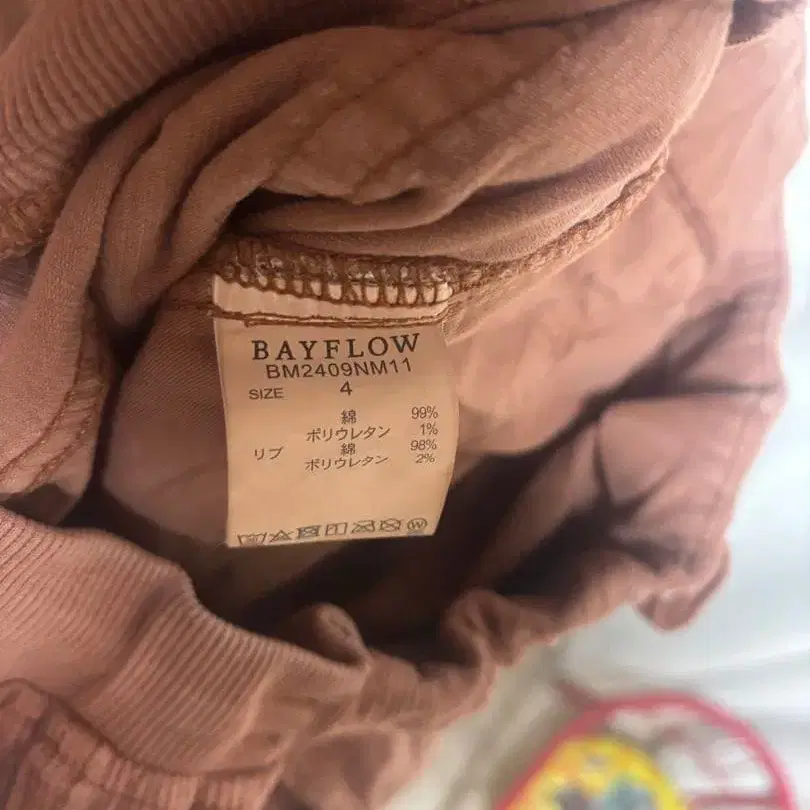 BAYFLOW
BM2409NM11
SIZE 4
綿 99%
ポリウレタン 1%
リブ 綿 98%
ポリウレタン 2%
W